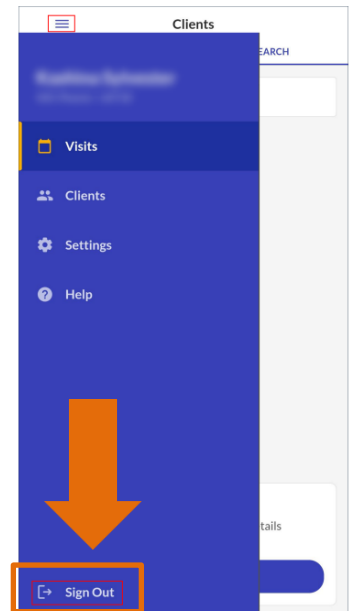 Clients
EARCH
Visits
Clients
Settings
Help
tails
Sign Out